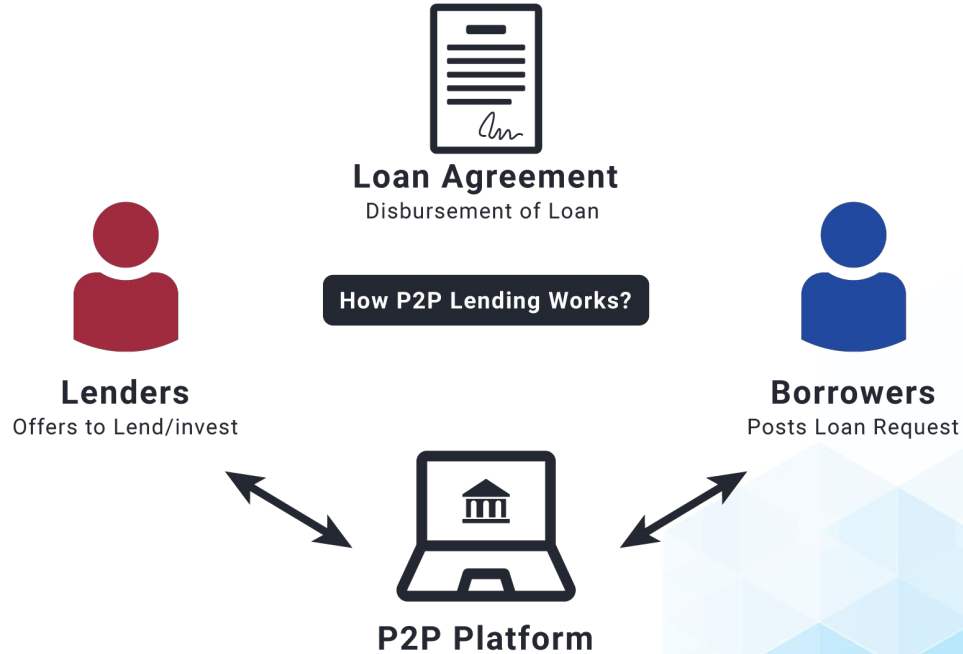 Loan Agreement
Disbursement of Loan
How P2P Lending Works?
Lenders
Offers to Lend/invest
Borrowers
Posts Loan Request
P2P Platform